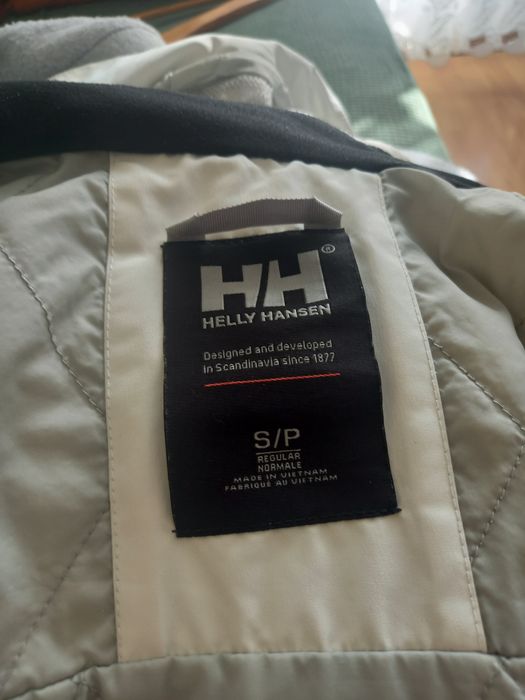 HH®
HELLY HANSEN
Designed and developed
in Scandinavia since 1877
S/P
REGULAR
NORMALE
MADE IN VIETNAM
FABRIQUÉ AU VIETNAM